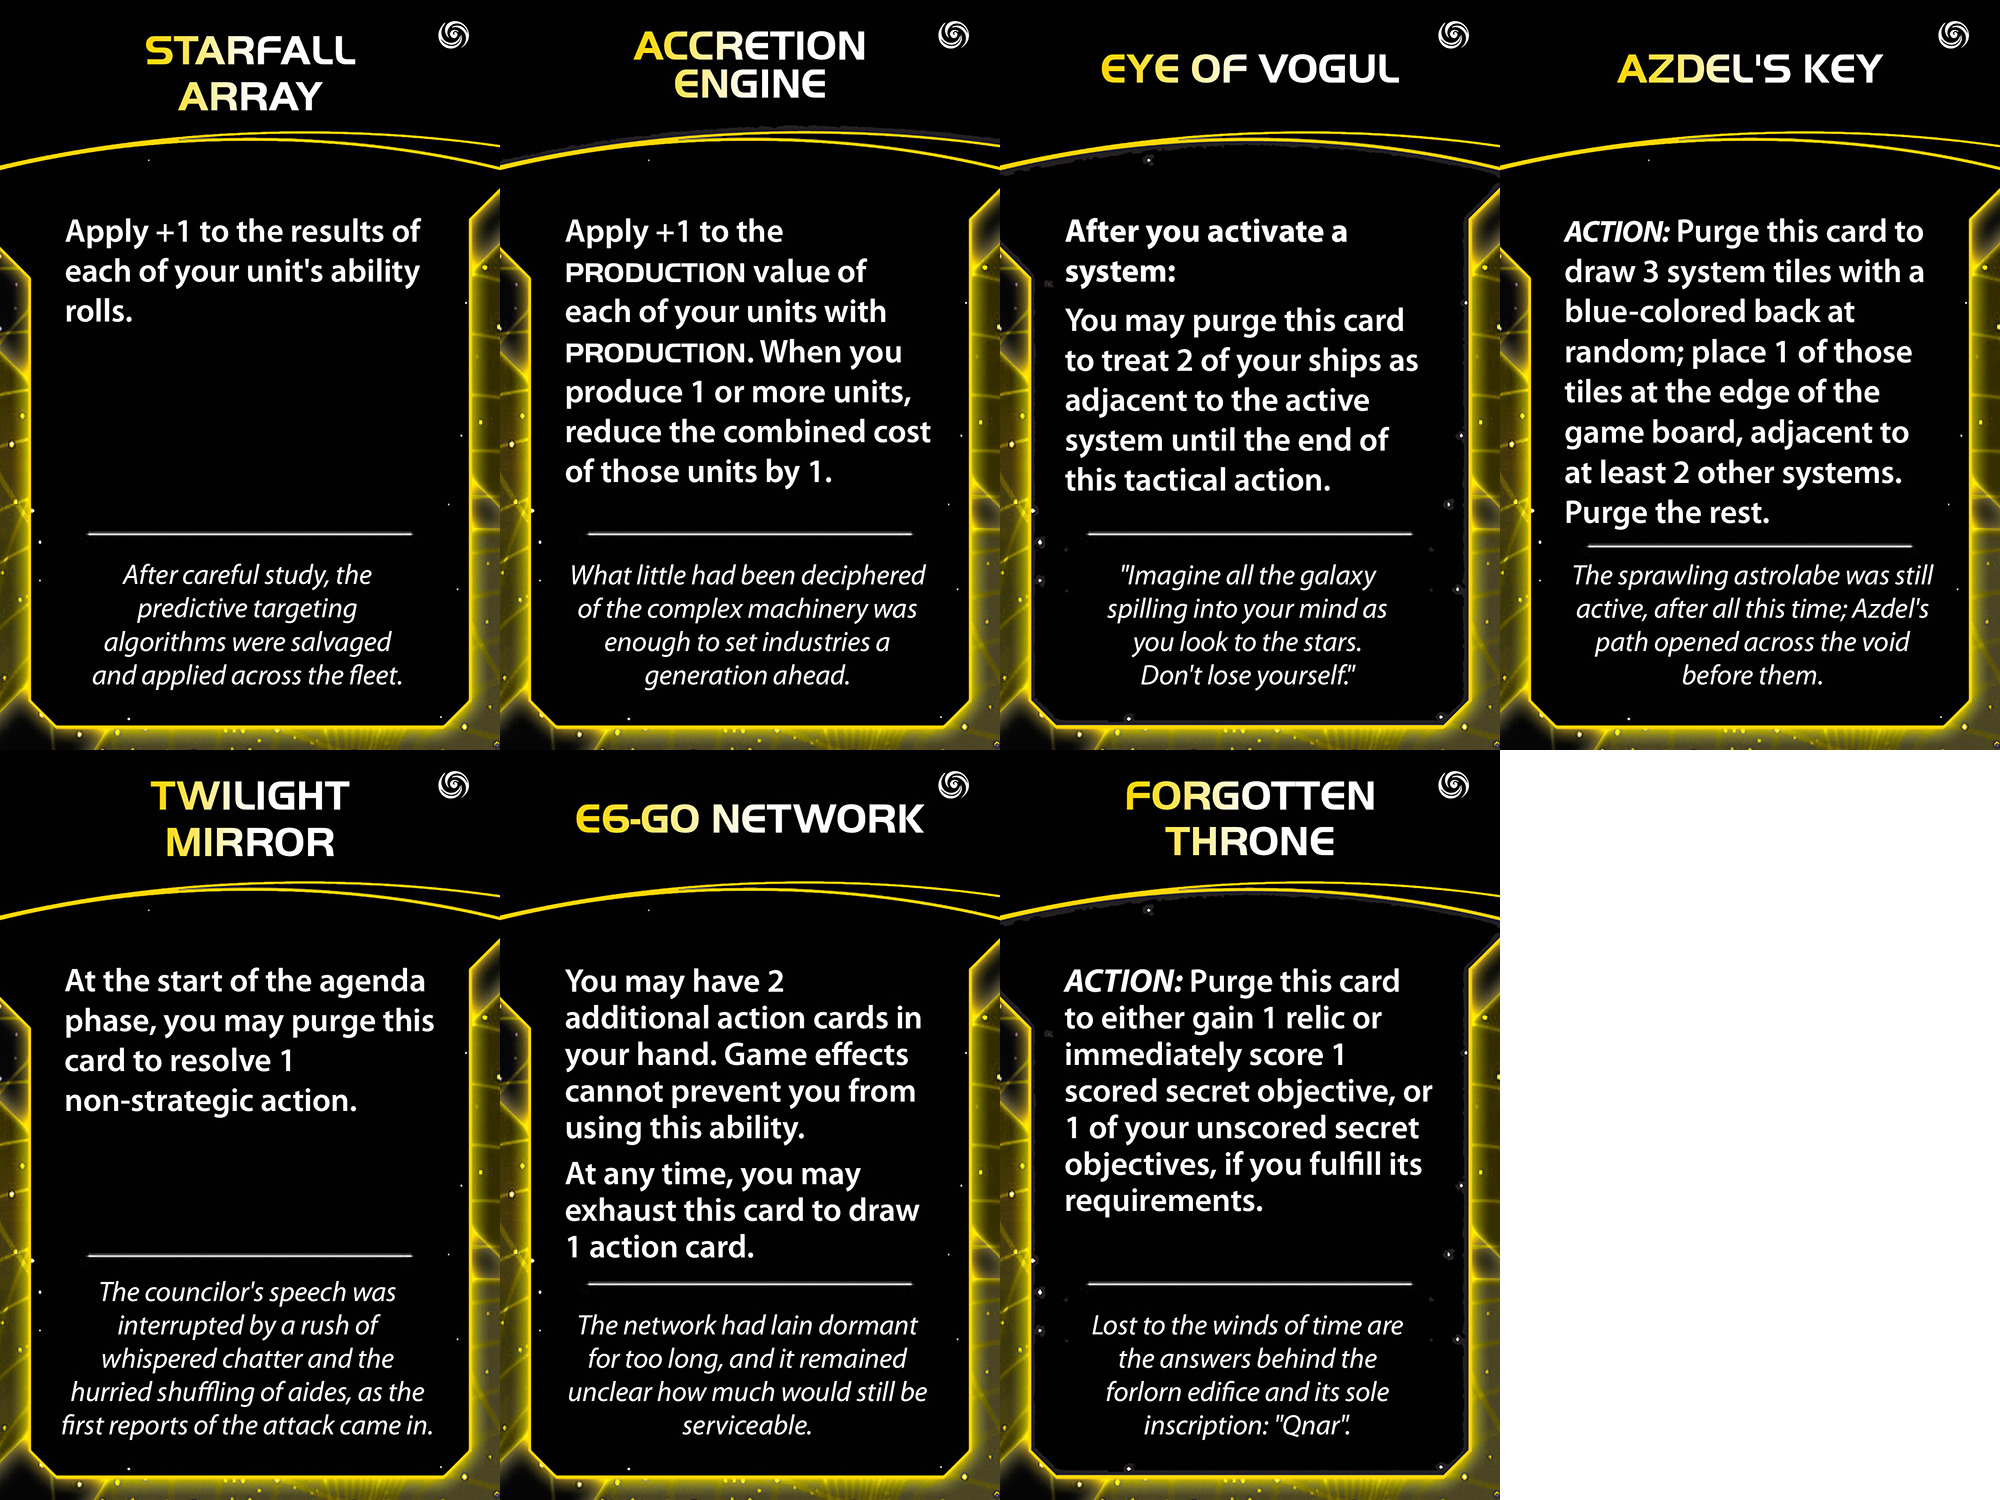 STARFALL
ARRAY
Apply +1 to the results of
each of your unit's ability
rolls.
After careful study, the
predictive targeting
algorithms were salvaged
and applied across the fleet.
ACCRETION
ENGINE
Apply +1 to the
PRODUCTION value of
each of your units with
PRODUCTION. When you
produce 1 or more units,
reduce the combined cost
of those units by 1.
What little had been deciphered
of the complex machinery was
enough to set industries a
generation ahead.
EYE OF VOGUL
After you activate a
system:
You may purge this card
to treat 2 of your ships as
adjacent to the active
system until the end of
this tactical action.
"Imagine all the galaxy
spilling into your mind as
you look to the stars.
Don't lose yourself."
AZDEL'S KEY
ACTION: Purge this card to
draw 3 system tiles with a
blue-colored back at
random; place 1 of those
tiles at the edge of the
game board, adjacent to
at least 2 other systems.
Purge the rest.
The sprawling astrolabe was still
active, after all this time; Azdel's
path opened across the void
before them.
TWILIGHT
MIRROR
At the start of the agenda
phase, you may purge this
card to resolve 1
non-strategic action.
The councilor's speech was
interrupted by a rush of
whispered chatter and the
hurried shuffling of aides, as the
first reports of the attack came in.
E6-GO NETWORK
You may have 2
additional action cards in
your hand. Game effects
cannot prevent you from
using this ability.
At any time, you may
exhaust this card to draw
1 action card.
The network had lain dormant
for too long, and it remained
unclear how much would still be
serviceable.
FORGOTTEN
THRONE
ACTION: Purge this card
to either gain 1 relic or
immediately score 1
scored secret objective, or
1 of your unscored secret
objectives, if you fulfill its
requirements.
Lost to the winds of time are
the answers behind the
forlorn edifice and its sole
inscription: "Qnar".